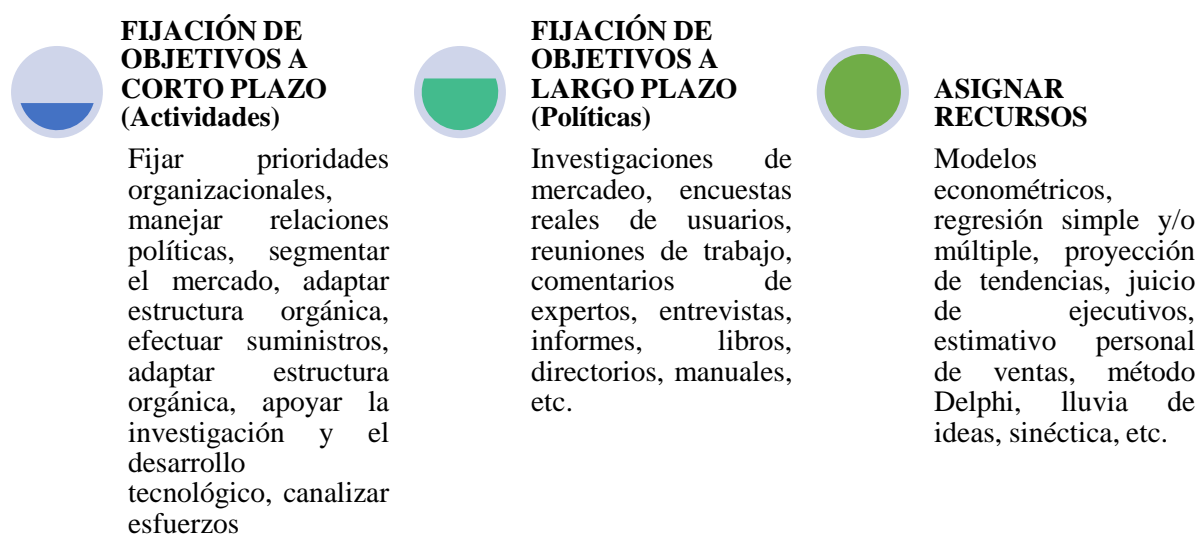 FIJACIÓN DE
OBJETIVOS A
CORTO PLAZO
(Actividades)
Fijar prioridades
organizacionales,
manejar relaciones
políticas, segmentar
el mercado, adaptar
estructura orgánica,
efectuar suministros,
adaptar estructura
orgánica, apoyar la
investigación y el
desarrollo
tecnológico, canalizar
esfuerzos
FIJACIÓN DE
OBJETIVOS A
LARGO PLAZO
(Políticas)
Investigaciones de
mercadeo, encuestas
reales de usuarios,
reuniones de trabajo,
comentarios de
expertos, entrevistas,
informes, libros,
directorios, manuales,
etc.
ASIGNAR
RECURSOS
Modelos
econométricos,
regresión simple y/o
múltiple, proyección
de tendencias, juicio
de ejecutivos,
estimativo personal
de ventas, método
Delphi, lluvia de
ideas, sinéctica, etc.